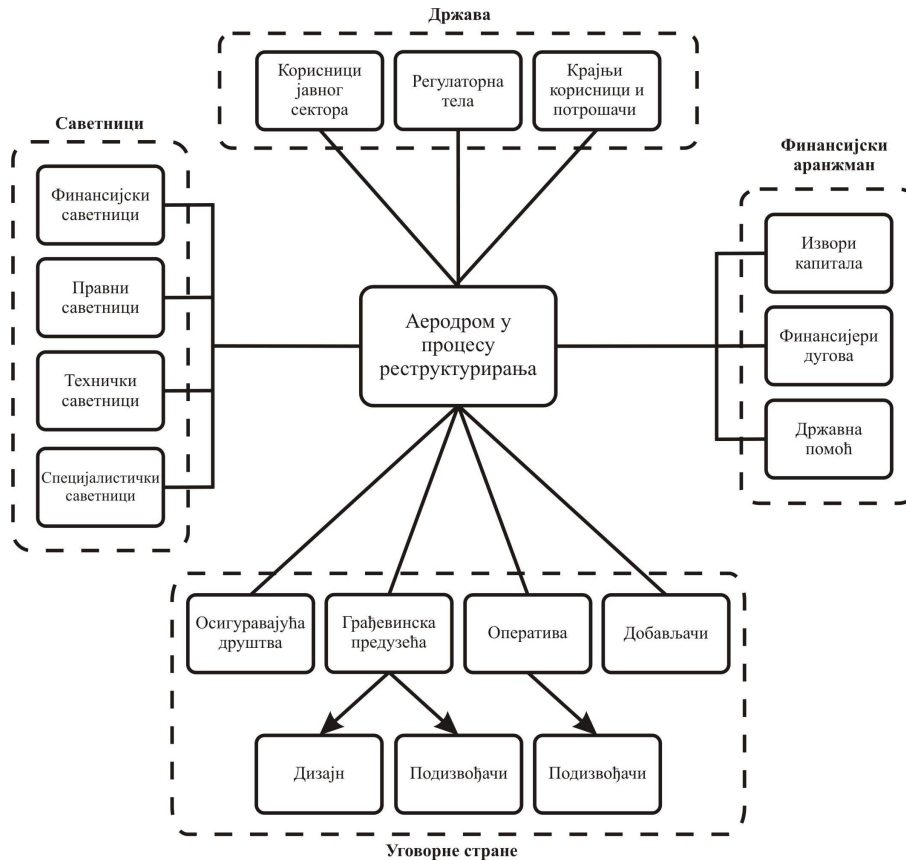 Држава
Корисници
јавног
сектора
Регулаторна
тела
Крајњи
корисници и
потрошачи
Саветници
Финансијски
саветници
Правни
саветници
Технички
саветници
Специјалистички
саветници
Аеродром у
процесу
реструктурирања
Финансијски
аранжман
Извори
капитала
Финансијери
дугова
Државна
помоћ
Осигуравајућа
друштва
Грађевинска
предузећа
Оператива
Добављачи
Дизајн
Подизвођачи
Подизвођачи
Уговорне стране